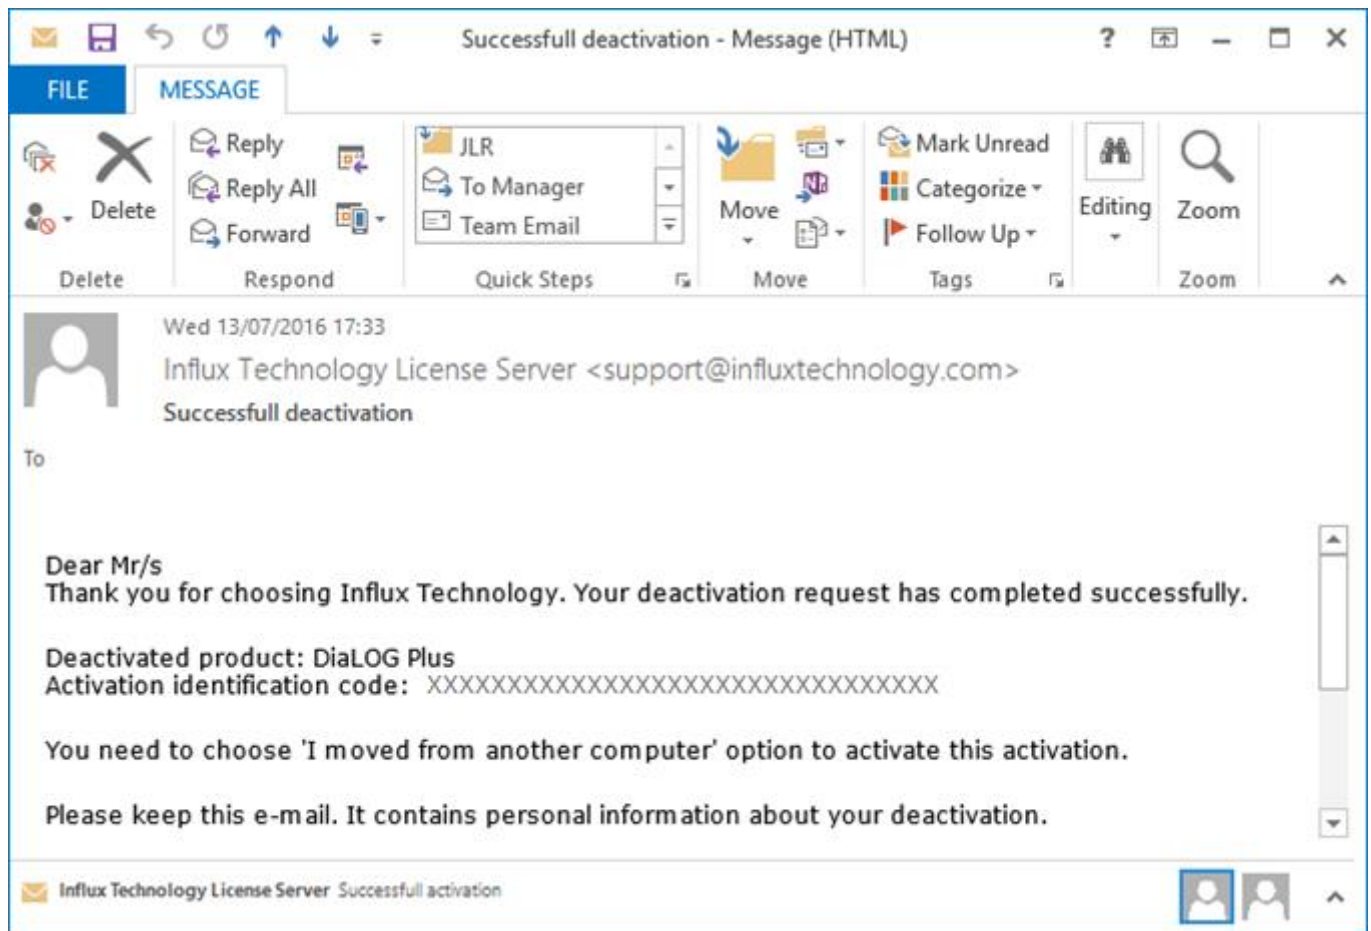 Successfull deactivation - Message (HTML)
?
FILE
MESSAGE
Delete
Reply
Reply All
Forward
JLR
To Manager
Team Email
Move
Mark Unread
Categorize
Follow Up
Editing
Zoom
Delete
Respond
Quick Steps
Move
Tags
Zoom
Wed 13/07/2016 17:33
Influx Technology License Server <support@influxtechnology.com>
Successfull deactivation
To
Dear Mr/s
Thank you for choosing Influx Technology. Your deactivation request has completed successfully.
Deactivated product: DiaLOG Plus
Activation identification code: XXXXXXXXXXXXXXXXXXXXXXXXXXXXXXXX
You need to choose 'I moved from another computer' option to activate this activation.
Please keep this e-mail. It contains personal information about your deactivation.
Influx Technology License Server Successfull activation